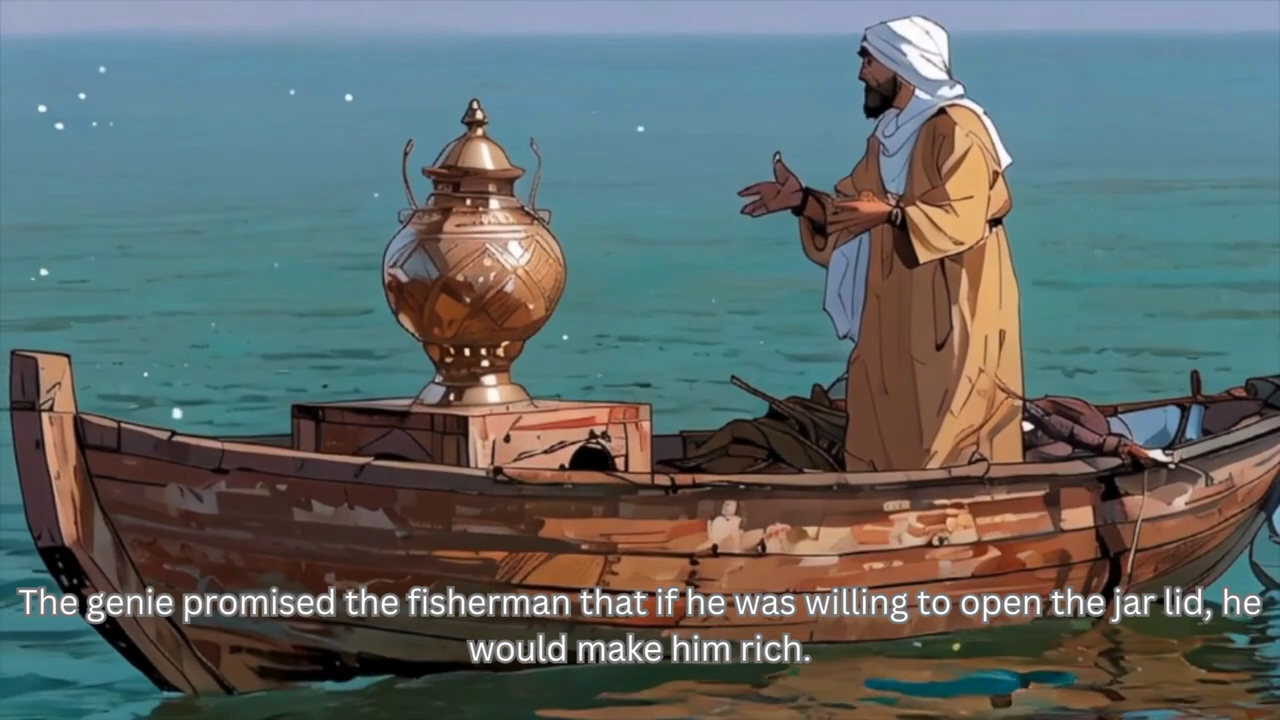 The genie promised the fisherman that if he was willing to open the jar lid, he
would make him rich.